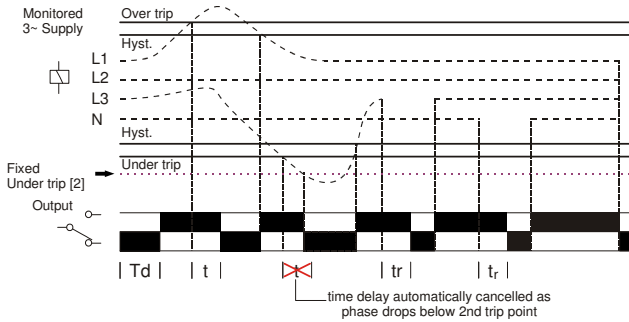 Monitored
3~ Supply
Over trip
Hyst.
L1
L2
L3
N
Hyst.
Under trip
Fixed
Under trip [2]
Output
Td
t
t
tr
tr
time delay automatically cancelled as
phase drops below 2nd trip point